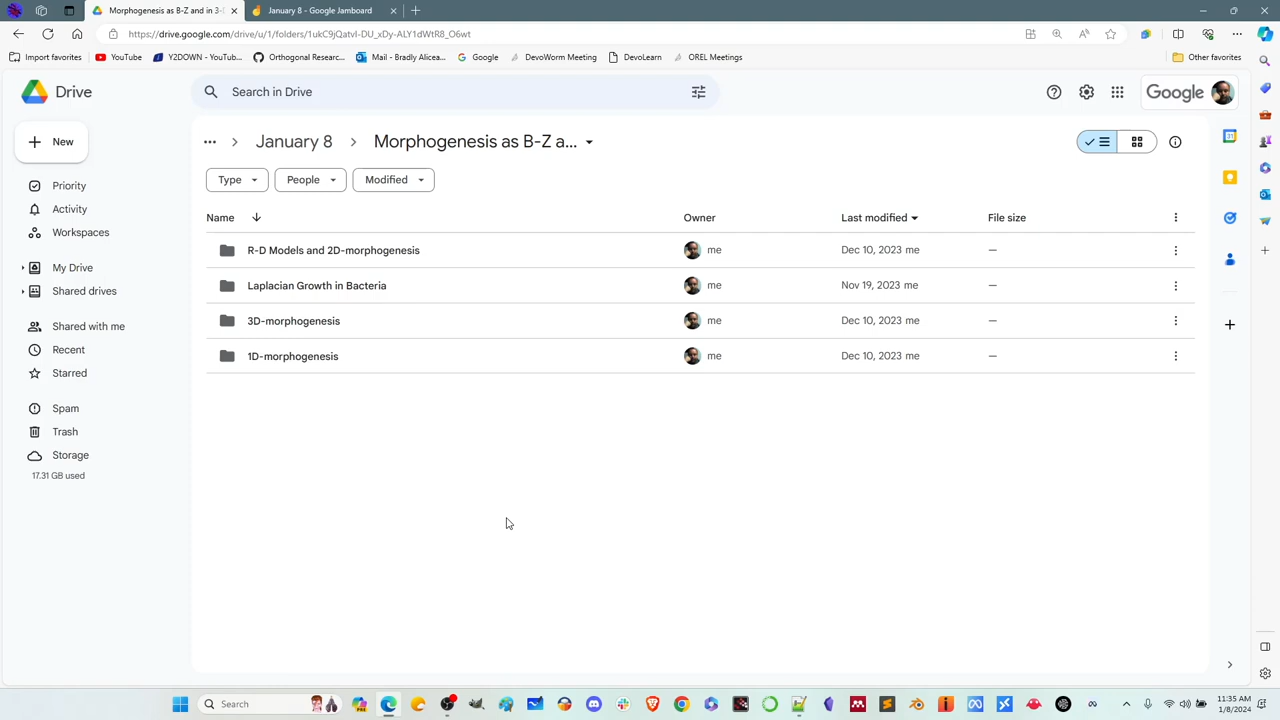 Morphogenesis as B-Z and in 3-D
January 8 - Google Jamboard
https://drive.google.com/drive/u/1/folders/1ukC9jQatvI-DU_xDy-ALY1dWtR8_O6wt
Import favorites
YouTube
Y2DOWN - YouTub...
Orthogonal Researc...
Mail - Bradly Alicea...
Google
DevoWorm Meeting
DevoLearn
OREL Meetings
Other favorites
Drive
Search in Drive
Google
New
January 8
Morphogenesis as B-Z a...
Type
People
Modified
Name
Owner
Last modified
File size
R-D Models and 2D-morphogenesis
me
Dec 10, 2023 me
—
Laplacian Growth in Bacteria
me
Nov 19, 2023 me
—
3D-morphogenesis
me
Dec 10, 2023 me
—
1D-morphogenesis
me
Dec 10, 2023 me
—
Priority
Activity
Workspaces
My Drive
Shared drives
Shared with me
Recent
Starred
Spam
Trash
Storage
17.31 GB used
Search
11:35 AM
1/8/2024